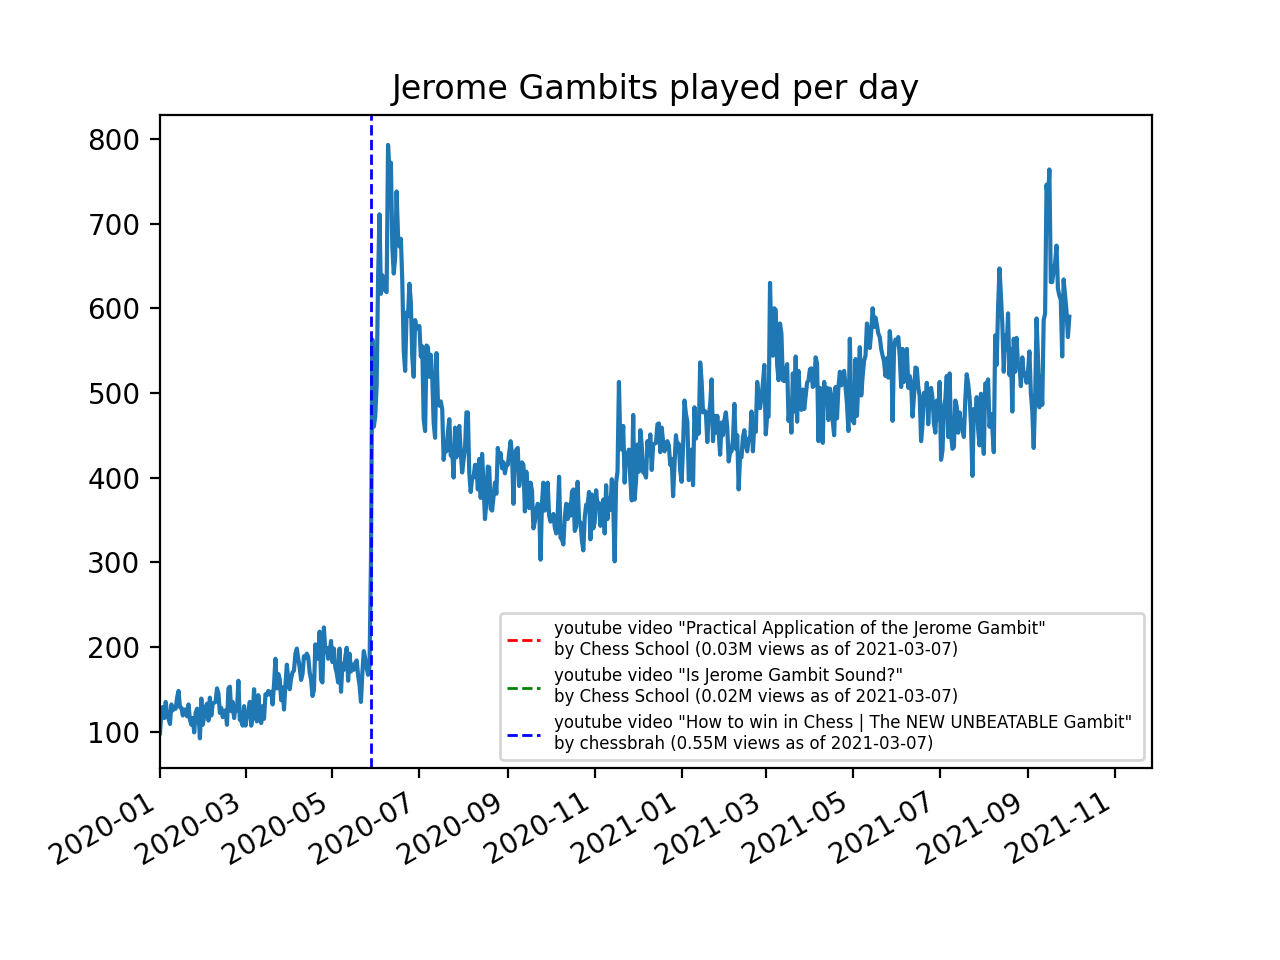 Jerome Gambits played per day
800
700
600
500
400
300
200
100
youtube video "Practical Application of the Jerome Gambit"
by Chess School (0.03M views as of 2021-03-07)
youtube video "Is Jerome Gambit Sound?"
by Chess School (0.02M views as of 2021-03-07)
youtube video "How to win in Chess | The NEW UNBEATABLE Gambit"
by chessbrah (0.55M views as of 2021-03-07)
2020-01
2020-03
2020-05
2020-07
2020-09
2020-11
2021-01
2021-03
2021-05
2021-07
2021-09
2021-11